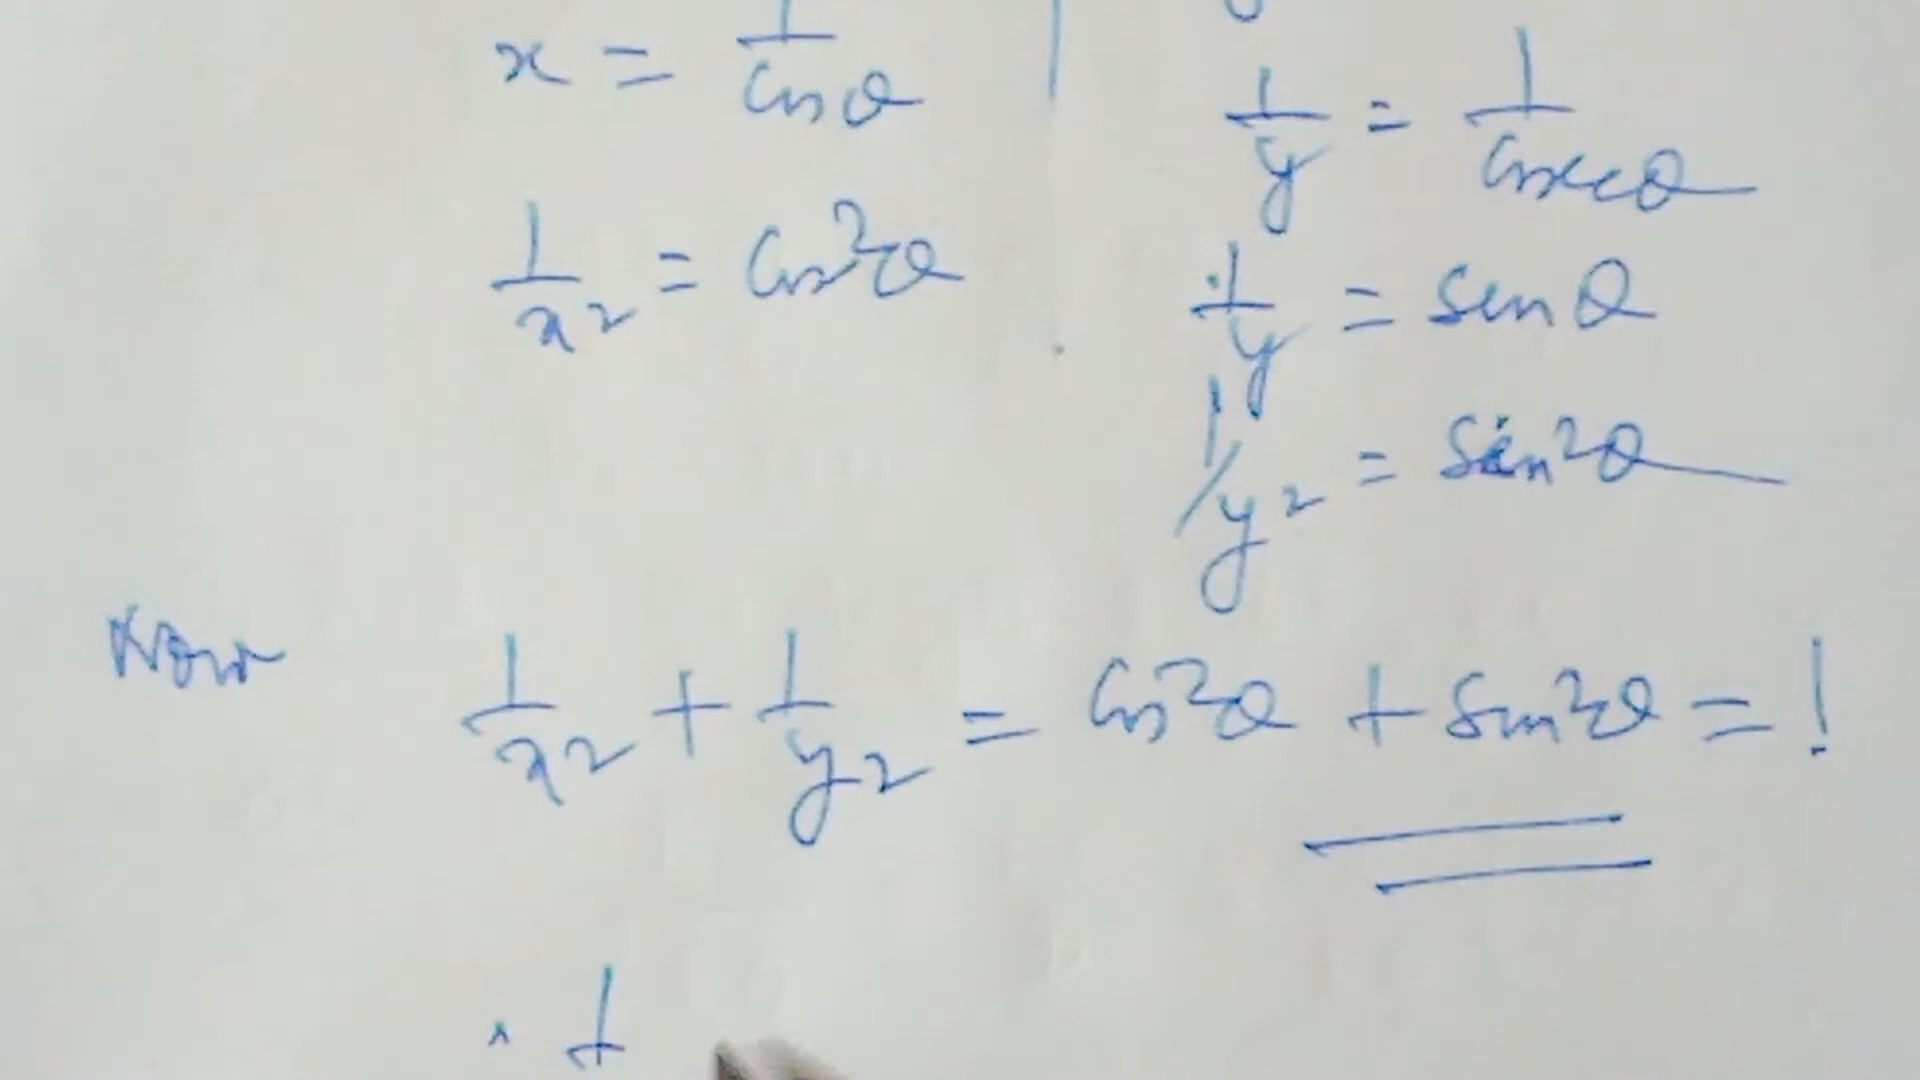 x = 1/cosθ
1/x² = cos²θ
1/y = 1/cosecθ
1/y = sinθ
1/y² = sin²θ
Now 1/x² + 1/y² = cos²θ + sin²θ = 1
∴ 1